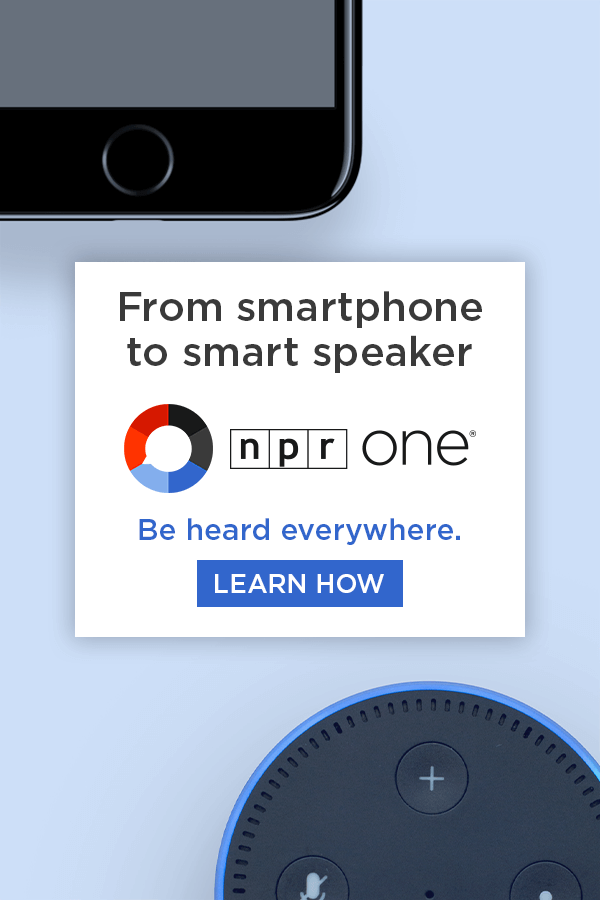 From smartphone
to smart speaker
npr one®
Be heard everywhere.
LEARN HOW